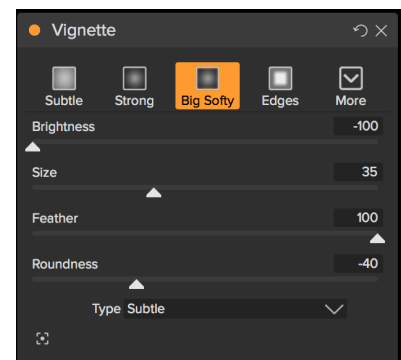 Vignette
Subtle Strong Big Softy Edges More
Brightness -100
Size 35
Feather 100
Roundness -40
Type Subtle